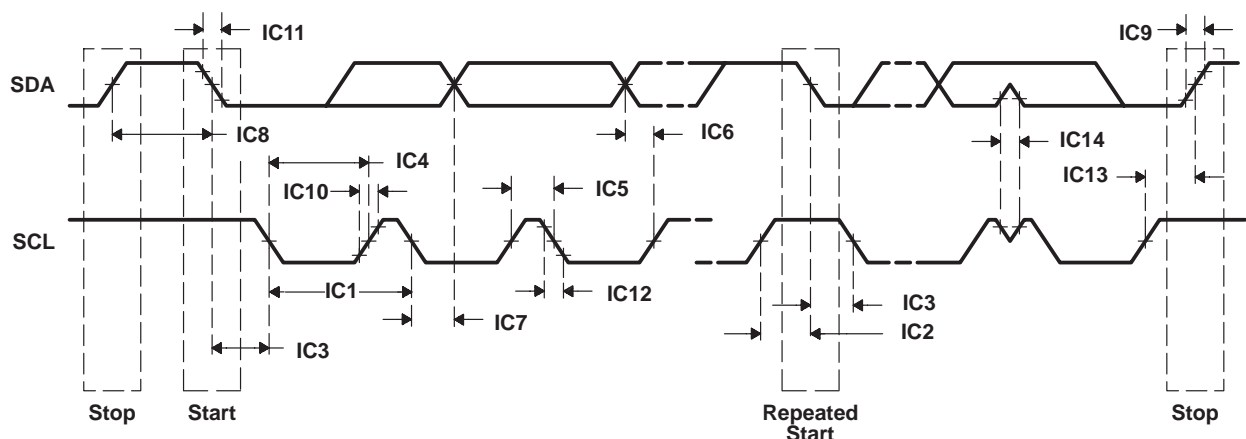 IC11
IC9
SDA
IC8
IC6
IC4
IC14
IC10
IC5
IC13
SCL
IC1
IC12
IC7
IC3
IC3
IC2
Stop
Start
Repeated
Start
Stop